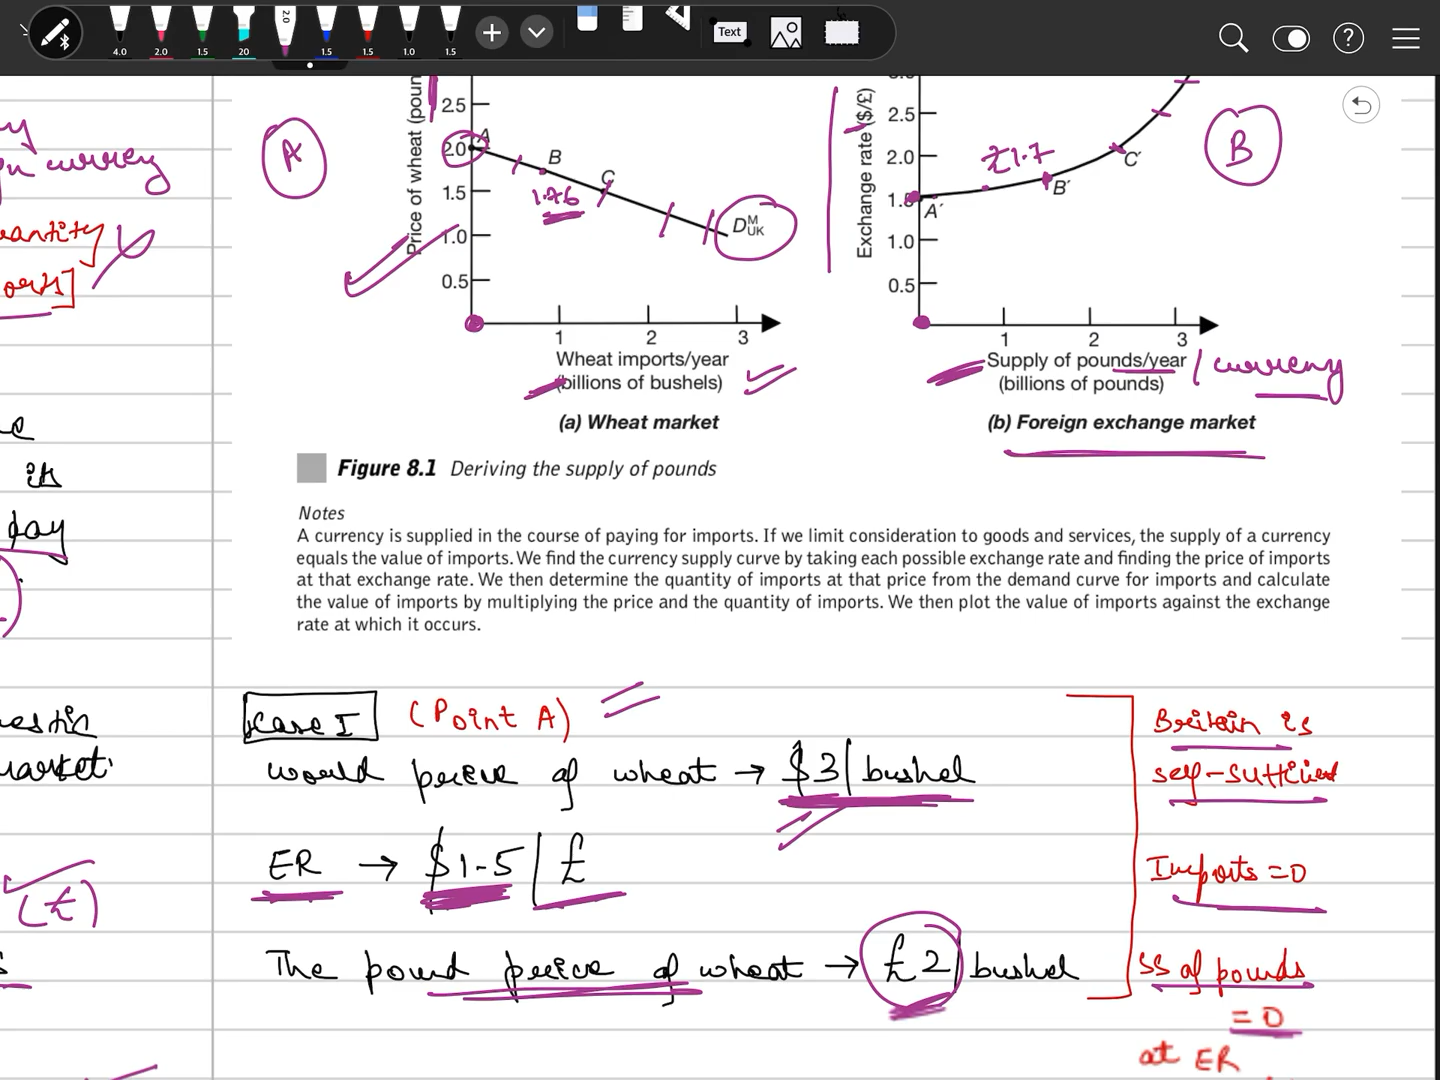 4.0 2.0 1.5 20 2.0 1.5 1.5 1.0 1.5 Text
Price of wheat (poun
2.5
2.0
1.5
1.0
0.5
A
B
C
1.76
D M UK
1 2 3
Wheat imports/year
(billions of bushels)
(a) Wheat market
A
Exchange rate ($/£)
2.5
2.0
1.0
0.5
A′
B′
C′
£1.7
1 2 3
Supply of pounds/year / currency
(billions of pounds)
(b) Foreign exchange market
B
Figure 8.1 Deriving the supply of pounds
Notes
A currency is supplied in the course of paying for imports. If we limit consideration to goods and services, the supply of a currency
equals the value of imports. We find the currency supply curve by taking each possible exchange rate and finding the price of imports
at that exchange rate. We then determine the quantity of imports at that price from the demand curve for imports and calculate
the value of imports by multiplying the price and the quantity of imports. We then plot the value of imports against the exchange
rate at which it occurs.
Case I (Point A)
world price of wheat → $3/bushel
ER → $1.5/£
The pound price of wheat → £2/bushel
Britain is
self-sufficient
Imports = 0
SS of pounds
= 0
at ER
currency
uantity
orts]
it
pay
market
(£)